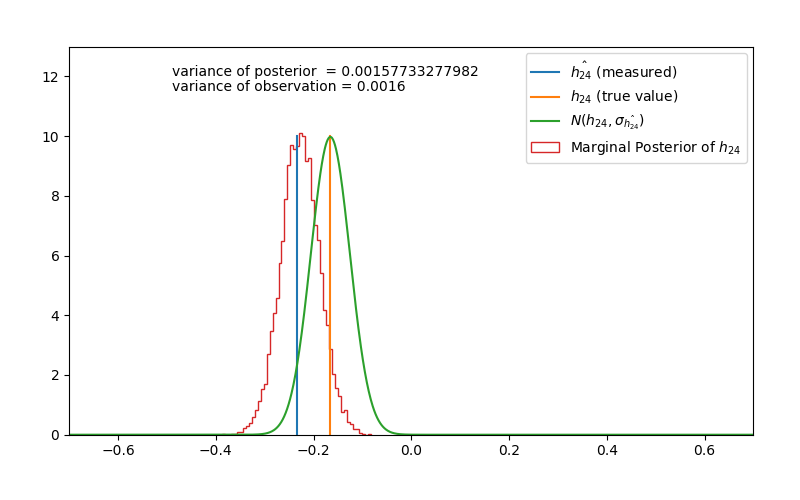 variance of posterior = 0.00157733277982
variance of observation = 0.0016
$\hat{h_{24}}$ (measured)
$h_{24}$ (true value)
$N(h_{24}, \sigma_{\hat{h_{24}}})$
Marginal Posterior of $h_{24}$
12
10
8
6
4
2
0
−0.6 −0.4 −0.2 0.0 0.2 0.4 0.6